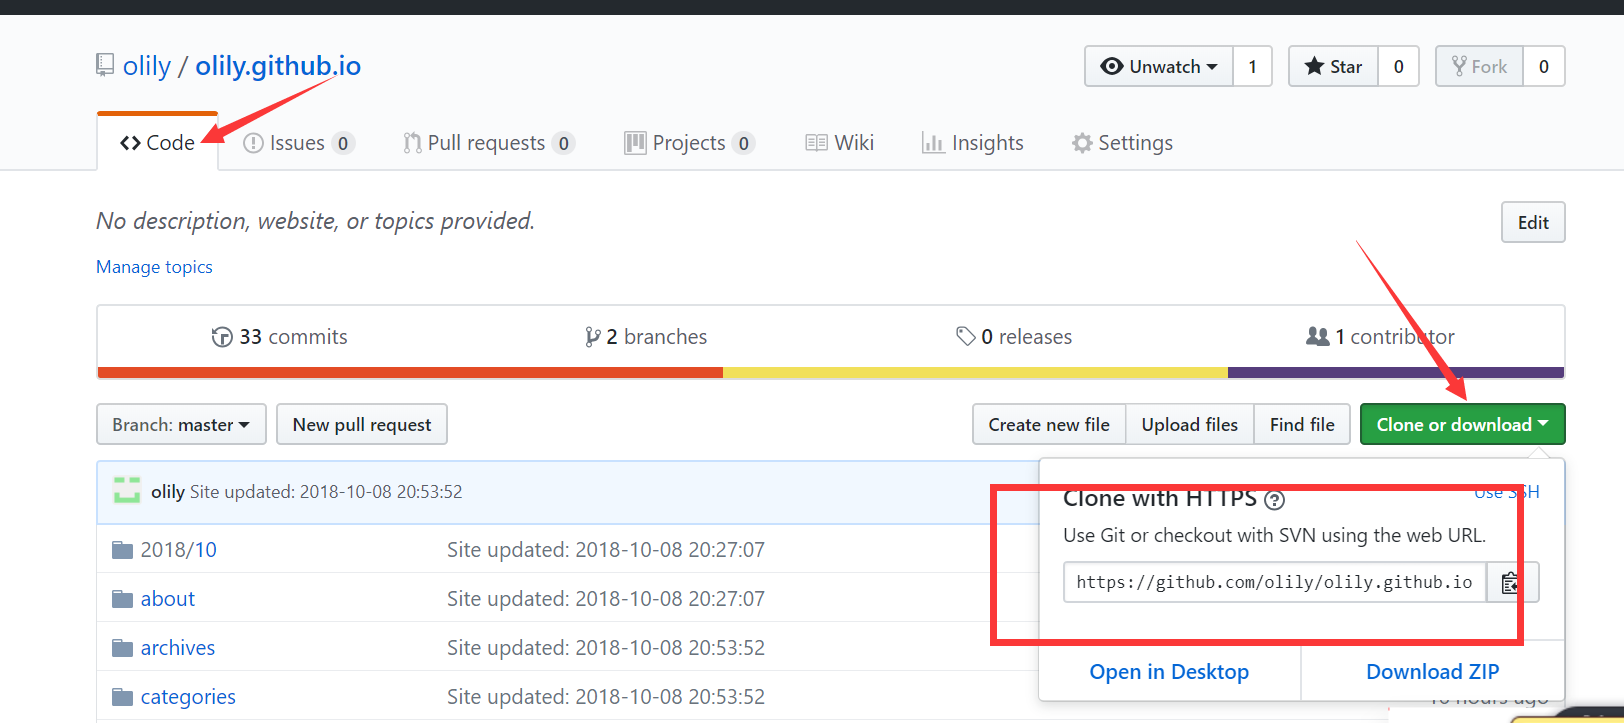 olily / olily.github.io
Unwatch 1 Star 0 Fork 0
Code Issues 0 Pull requests 0 Projects 0 Wiki Insights Settings
No description, website, or topics provided.
Edit
Manage topics
33 commits 2 branches 0 releases 1 contributor
Branch: master New pull request Create new file Upload files Find file Clone or download
olily Site updated: 2018-10-08 20:53:52
Clone with HTTPS ? Use SSH
Use Git or checkout with SVN using the web URL.
2018/10 Site updated: 2018-10-08 20:27:07
https://github.com/olily/olily.github.io
about Site updated: 2018-10-08 20:27:07
archives Site updated: 2018-10-08 20:53:52
Open in Desktop Download ZIP
categories Site updated: 2018-10-08 20:53:52
10 hours ago